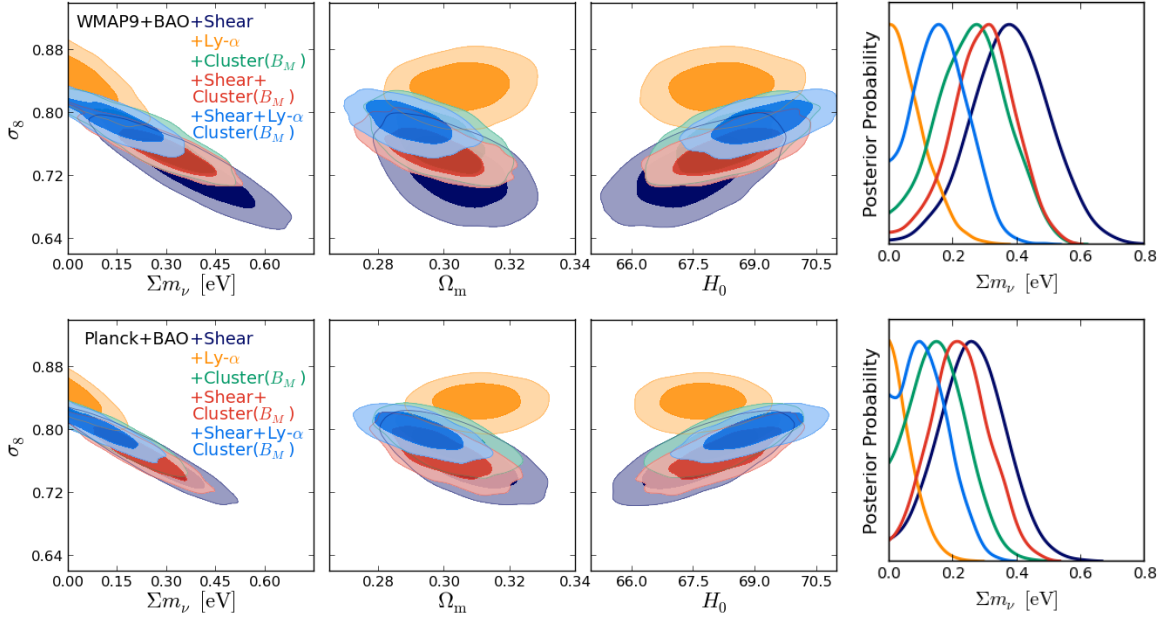 WMAP9+BAO+Shear
+Ly-α
+Cluster(B_M)
+Shear+
Cluster(B_M)
+Shear+Ly-α
Cluster(B_M)
σ_8
0.88
0.80
0.72
0.64
0.00 0.15 0.30 0.45 0.60
Σm_ν [eV]
0.28 0.30 0.32 0.34
Ω_m
66.0 67.5 69.0 70.5
H_0
Posterior Probability
0.0 0.2 0.4 0.6 0.8
Σm_ν [eV]
Planck+BAO+Shear
+Ly-α
+Cluster(B_M)
+Shear+
Cluster(B_M)
+Shear+Ly-α
Cluster(B_M)
σ_8
0.88
0.80
0.72
0.64
0.00 0.15 0.30 0.45 0.60
Σm_ν [eV]
0.28 0.30 0.32 0.34
Ω_m
66.0 67.5 69.0 70.5
H_0
Posterior Probability
0.0 0.2 0.4 0.6 0.8
Σm_ν [eV]